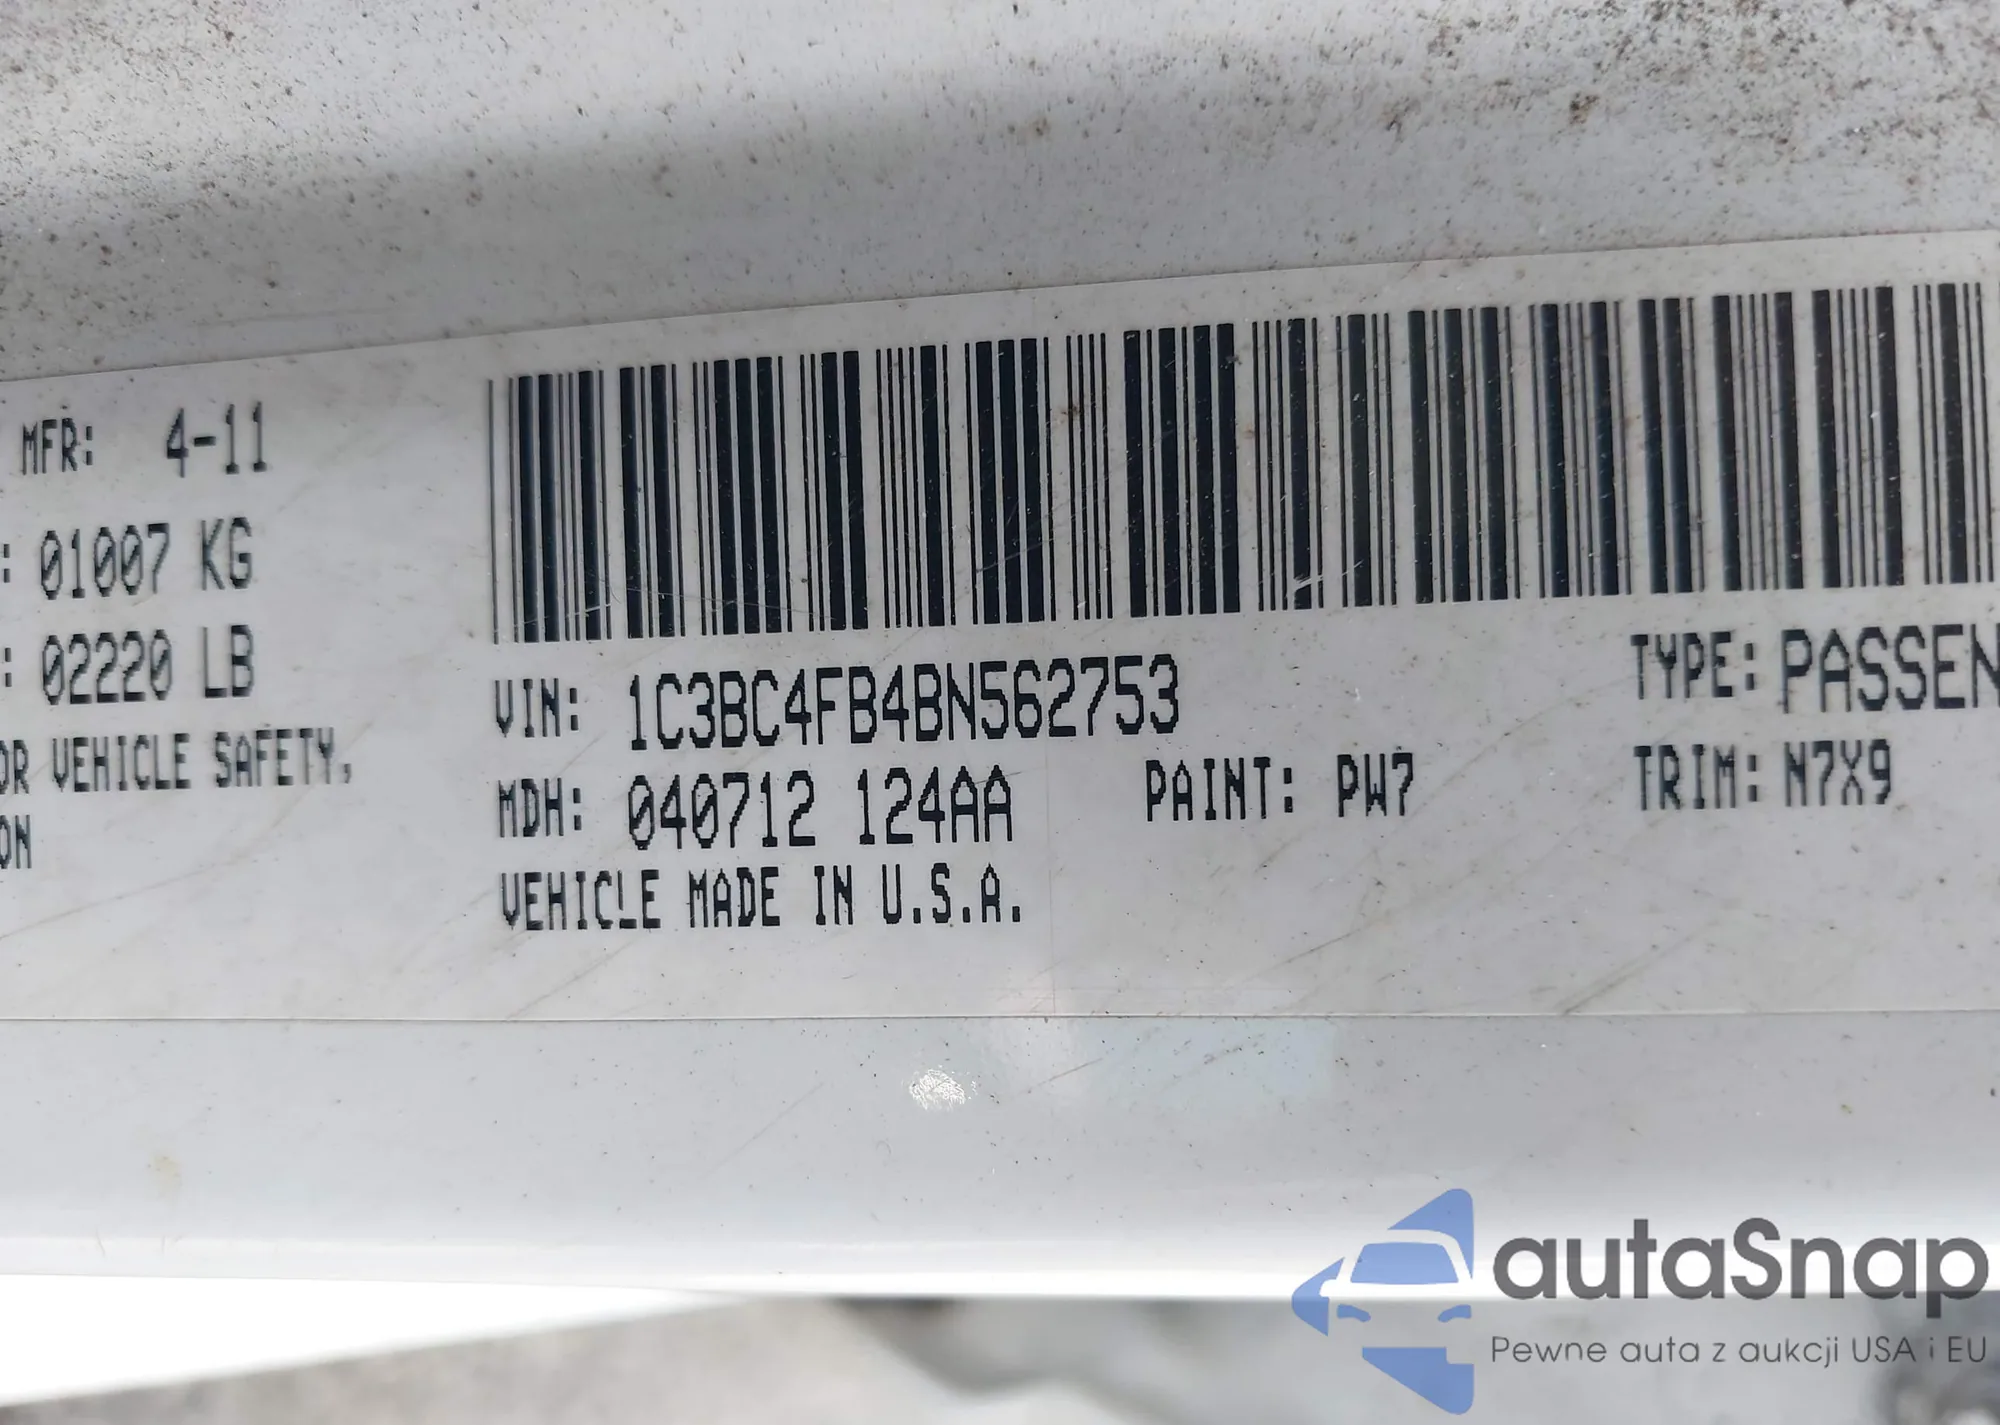 MFR: 4-11
: 01007 KG
: 02220 LB
OR VEHICLE SAFETY,
ON
VIN: 1C3BC4FB4BN562753
TYPE: PASSEN
MDH: 040712 124AA
PAINT: PW7
TRIM: N7X9
VEHICLE MADE IN U.S.A.
autaSnap
Pewne auta z aukcji USA i EU